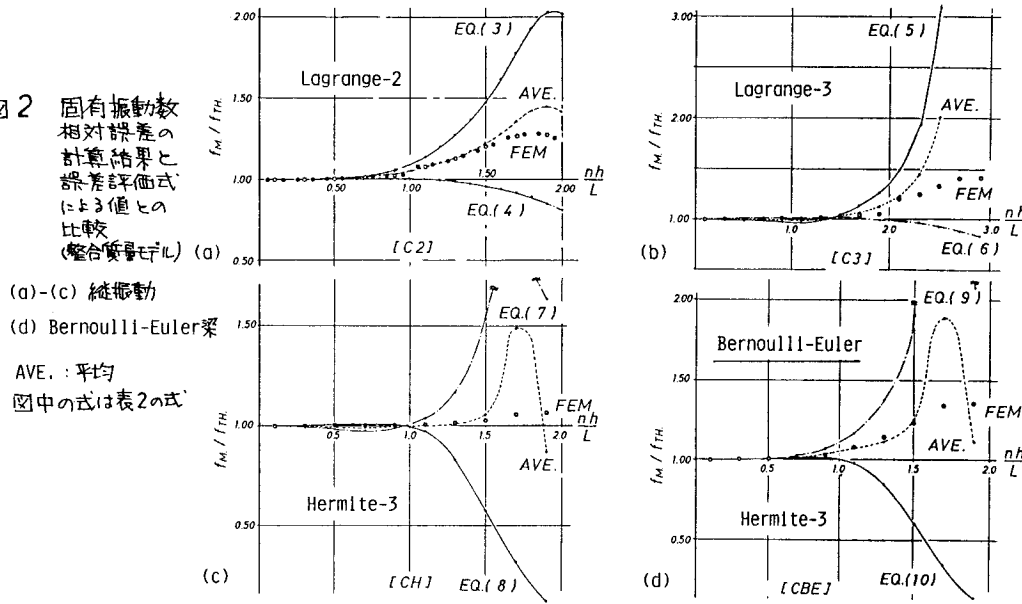 図2 固有振動数
相対誤差の
計算結果と
誤差評価式
による値との
比較
(整合質量モデル)
(a)-(c) 縦振動
(d) Bernoulli-Euler梁
AVE. : 平均
図中の式は表2の式
2.00
1.50
1.00
0.50
fM / fTH.
EQ.(3)
Lagrange-2
AVE.
FEM
EQ.(4)
0.50
1.00
1.50
2.00
nh
L
(a)
[C2]
3.00
2.00
1.00
fM / fTH.
EQ.(5)
Lagrange-3
AVE.
FEM
EQ.(6)
1.0
2.0
3.0
nh
L
(b)
[C3]
1.50
1.00
0.50
fM / fTH.
EQ.(7)
FEM
AVE.
0.5
1.0
1.5
2.0
nh
L
Hermite-3
EQ.(8)
(c)
[CH]
2.00
1.50
1.00
0.50
fM / fTH.
EQ.(9)
Bernoulli-Euler
FEM
AVE.
0.5
1.0
1.5
2.0
nh
L
Hermite-3
EQ.(10)
(d)
[CBE]